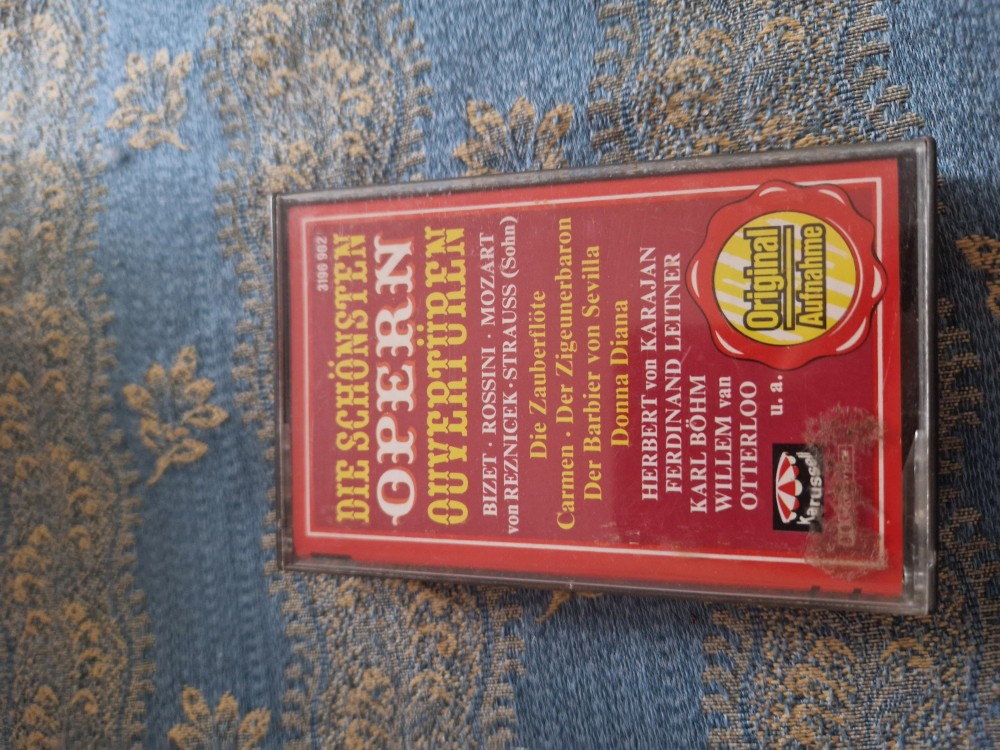 3196 902
DIE SCHÖNSTEN
OPERN
OUVERTÜREN
BIZET · ROSSINI · MOZART
von REZNICEK · STRAUSS (Sohn)
Die Zauberflöte
Carmen · Der Zigeunerbaron
Der Barbier von Sevilla
Donna Diana
HERBERT von KARAJAN
FERDINAND LEITNER
KARL BÖHM
WILLEM van
OTTERLOO
u. a.
Original
Aufnahme
Karussell